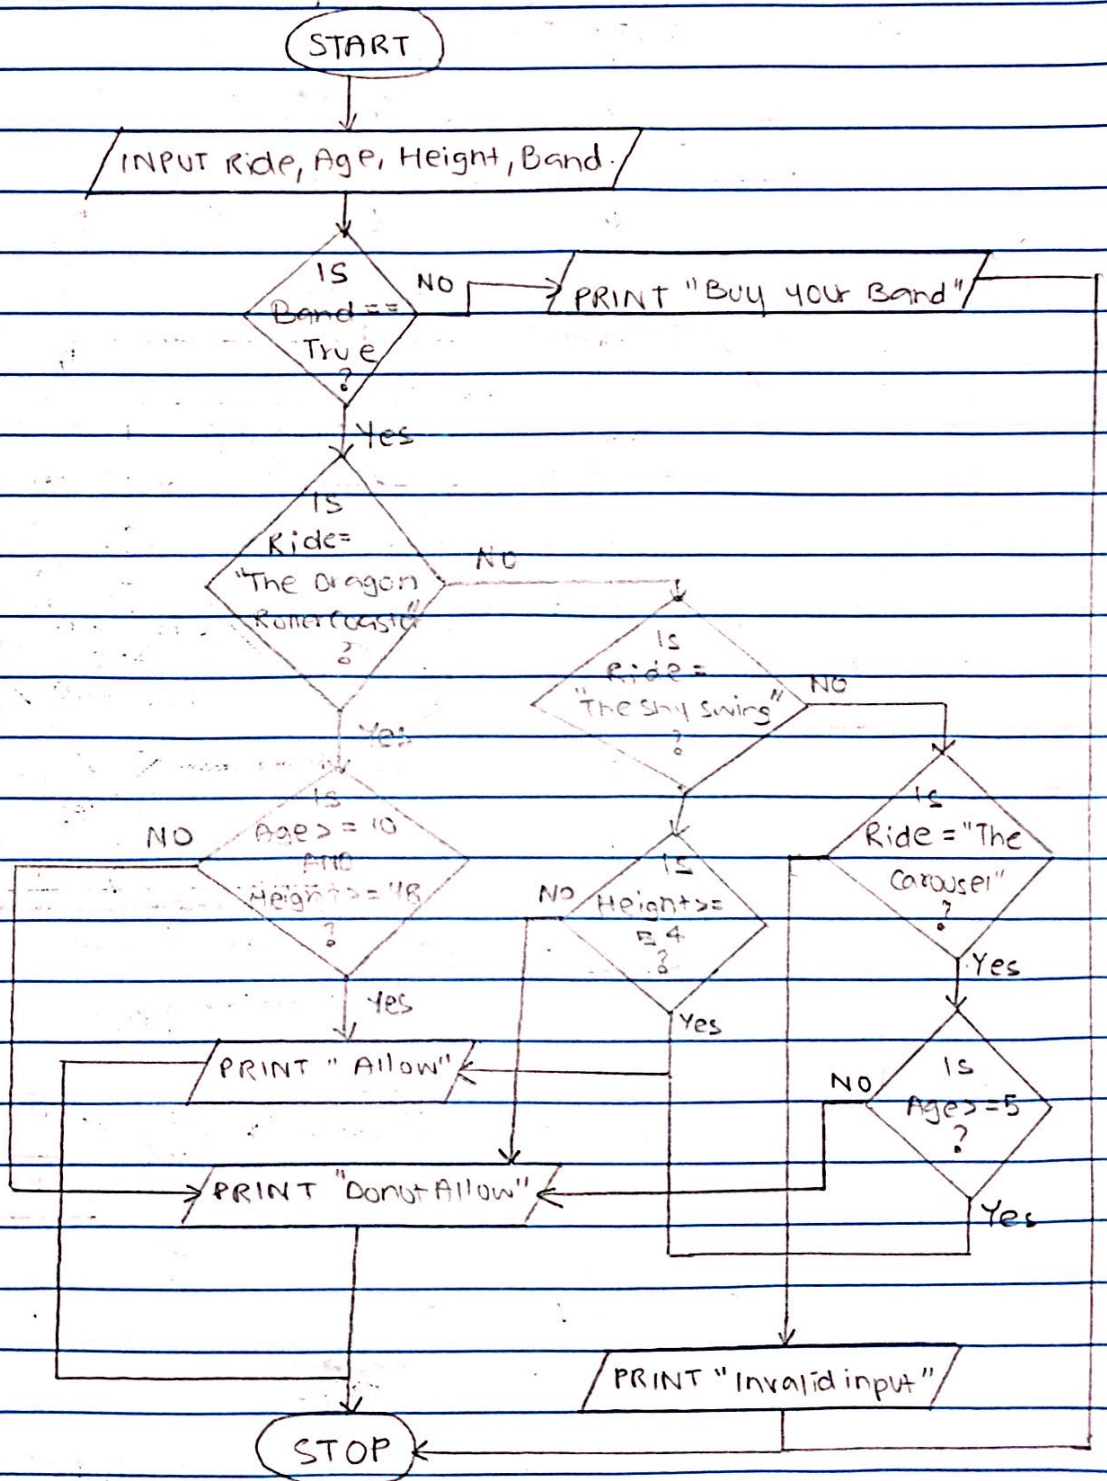 START
INPUT Ride, Age, Height, Band.
IS
Band ==
True
?
NO
PRINT "Buy your Band"
Yes
IS
Ride=
"The Dragon
RollerCoaster"
?
NO
Yes
IS
Ride =
"The Sky Swing"
?
NO
IS
Age >= 10
AND
Height >= 48
?
NO
Yes
IS
Height >=
54
?
NO
Yes
IS
Ride = "The
Carousel"
?
Yes
IS
Age >= 5
?
NO
Yes
PRINT "Allow"
PRINT "Donot Allow"
PRINT "Invalid input"
STOP